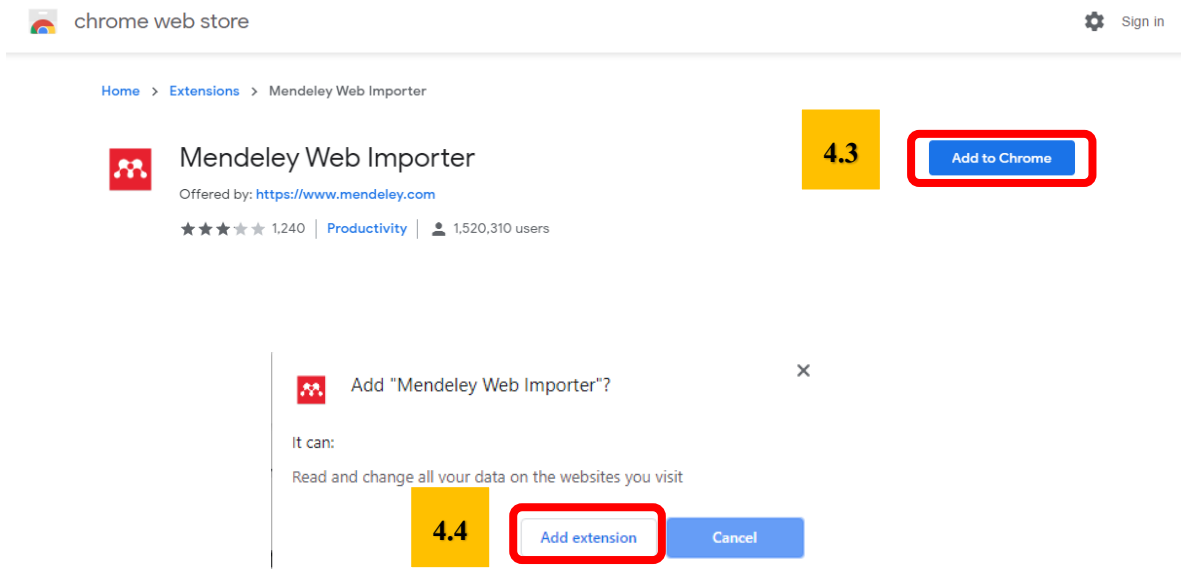 chrome web store
Sign in
Home > Extensions > Mendeley Web Importer
Mendeley Web Importer
4.3
Add to Chrome
Offered by: https://www.mendeley.com
1,240 | Productivity | 1,520,310 users
Add "Mendeley Web Importer"?
It can:
Read and change all your data on the websites you visit
4.4
Add extension
Cancel